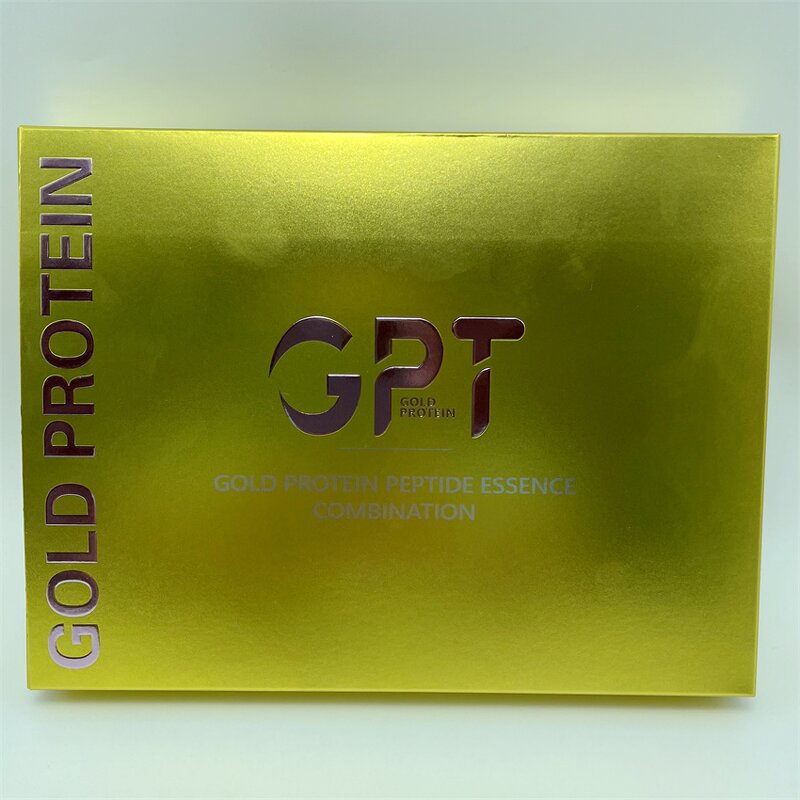 GOLD PROTEIN
GPT
GOLD
PROTEIN
GOLD PROTEIN PEPTIDE ESSENCE
COMBINATION